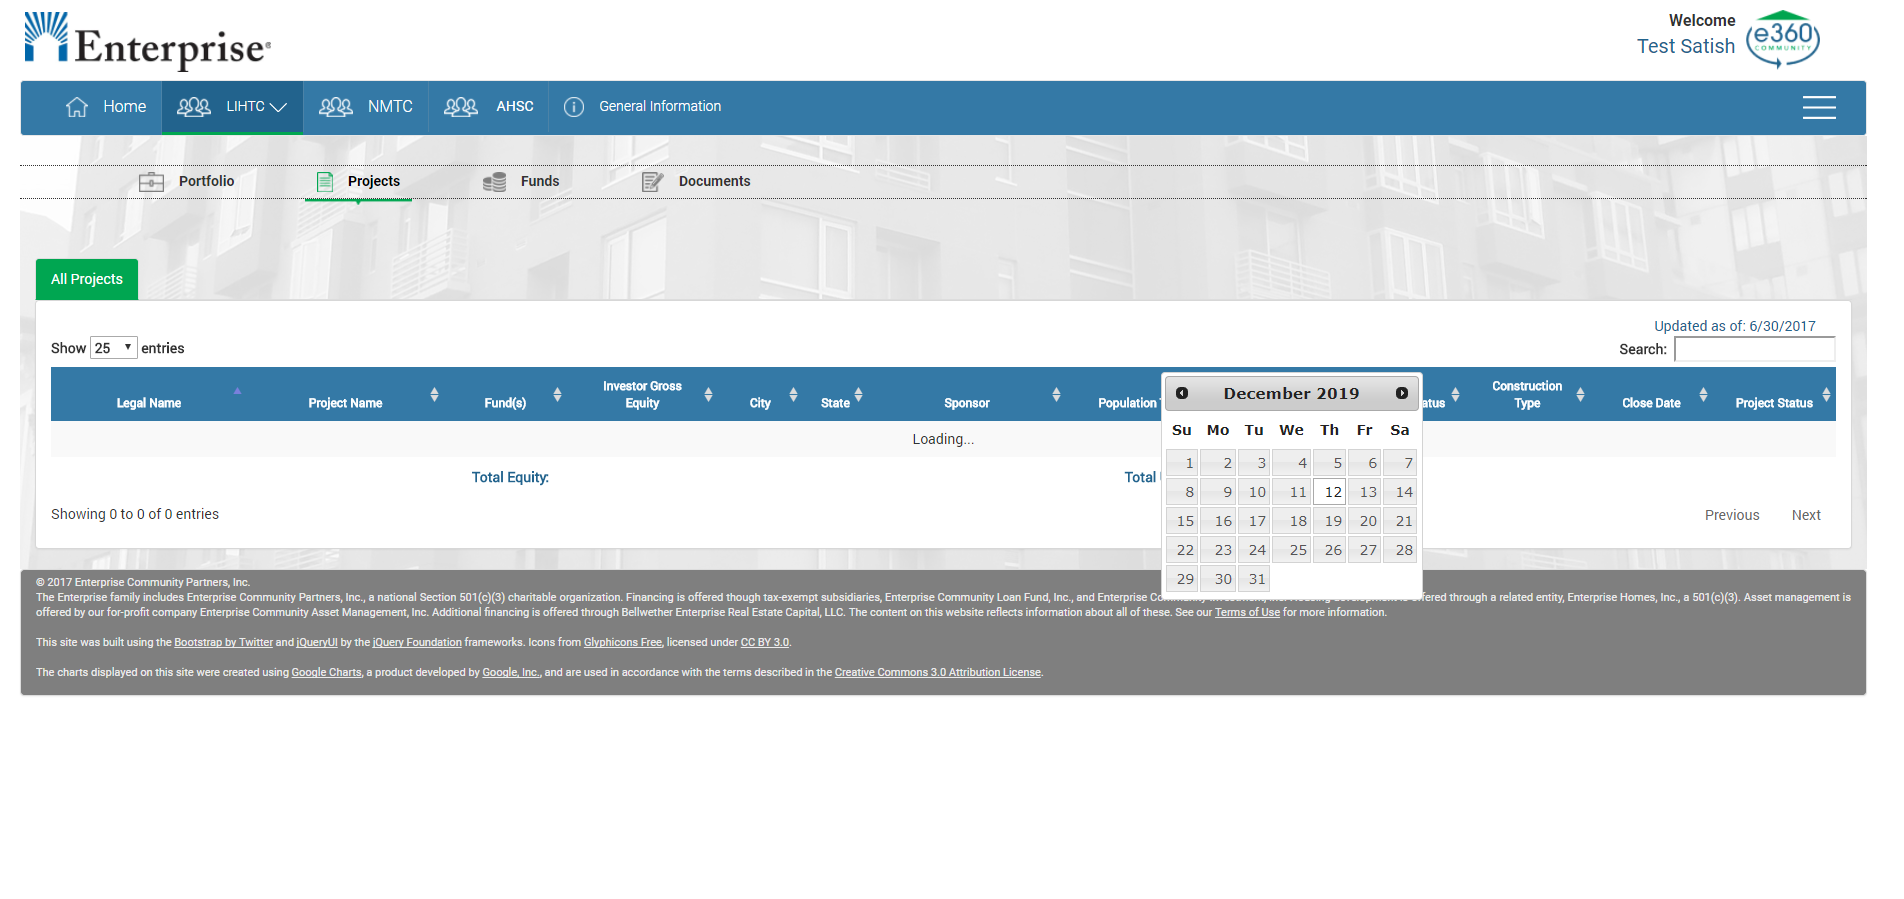 Enterprise®
Welcome
Test Satish
e360
COMMUNITY
Home
LIHTC
NMTC
AHSC
General Information
Portfolio
Projects
Funds
Documents
All Projects
Updated as of: 6/30/2017
Show 25 entries
Search:
Legal Name
Project Name
Fund(s)
Investor Gross
Equity
City
State
Sponsor
Population
atus
Construction
Type
Close Date
Project Status
December 2019
Su Mo Tu We Th Fr Sa
1 2 3 4 5 6 7
8 9 10 11 12 13 14
15 16 17 18 19 20 21
22 23 24 25 26 27 28
29 30 31
Loading...
Total Equity:
Total
Showing 0 to 0 of 0 entries
Previous Next
© 2017 Enterprise Community Partners, Inc.
The Enterprise family includes Enterprise Community Partners, Inc., a national Section 501(c)(3) charitable organization. Financing is offered though tax-exempt subsidiaries, Enterprise Community Loan Fund, Inc., and Enterprise ffered through a related entity, Enterprise Homes, Inc., a 501(c)(3). Asset management is
offered by our for-profit company Enterprise Community Asset Management, Inc. Additional financing is offered through Bellwether Enterprise Real Estate Capital, LLC. The content on this website reflects information about all of these. See our Terms of Use for more information.
This site was built using the Bootstrap by Twitter and jQueryUI by the jQuery Foundation frameworks. Icons from Glyphicons Free, licensed under CC BY 3.0.
The charts displayed on this site were created using Google Charts, a product developed by Google, Inc., and are used in accordance with the terms described in the Creative Commons 3.0 Attribution License.